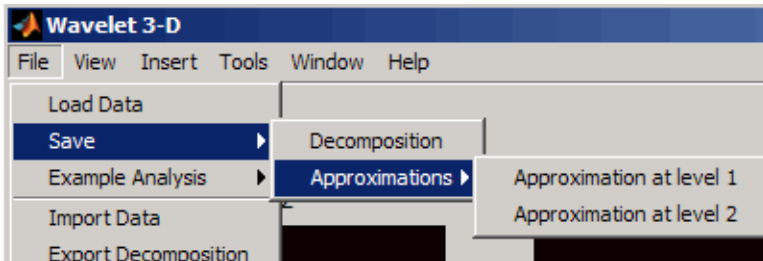 Wavelet 3-D
File View Insert Tools Window Help
Load Data
Save
Decomposition
Example Analysis
Approximations
Approximation at level 1
Import Data
Approximation at level 2
Export Decomposition